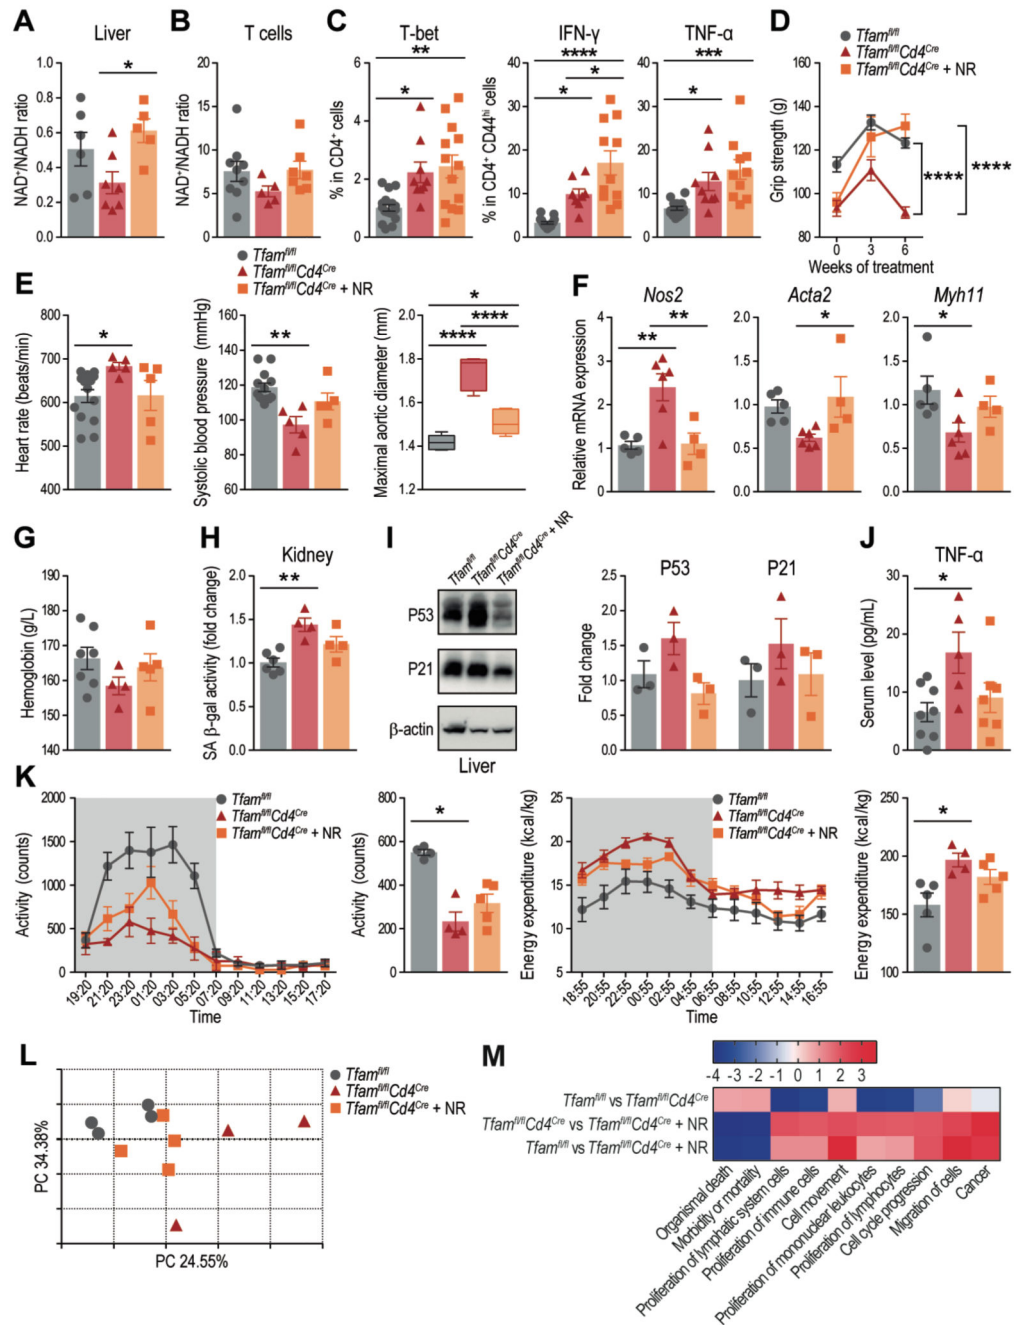 A
Liver
NAD+/NADH ratio
1.0
0.8
0.6
0.4
0.2
0.0
*
B
T cells
NAD+/NADH ratio
20
15
10
5
0
C
T-bet
% in CD4+ cells
8
6
4
2
0
**
*
IFN-γ
% in CD4+ CD44hi cells
40
30
20
10
0
****
*
*
TNF-α
40
30
20
10
0
***
*
D
Tfamfl/fl
Tfamfl/flCd4Cre
Tfamfl/flCd4Cre + NR
Grip strength (g)
160
140
120
100
80
0 3 6
Weeks of treatment
****
****
Tfamfl/fl
Tfamfl/flCd4Cre
Tfamfl/flCd4Cre + NR
E
Heart rate (beats/min)
800
700
600
500
400
*
Systolic blood pressure (mmHg)
160
140
120
100
80
60
**
Maximal aortic diameter (mm)
2.0
1.8
1.6
1.4
1.2
*
****
****
F
Nos2
Relative mRNA expression
4
3
2
1
0
**
**
Acta2
2.0
1.5
1.0
0.5
0.0
*
Myh11
2.0
1.5
1.0
0.5
0.0
*
G
Hemoglobin (g/L)
190
180
170
160
150
140
H
Kidney
SA β-gal activity (fold change)
2.0
1.5
1.0
0.5
0.0
**
I
Tfamfl/fl
Tfamfl/flCd4Cre
Tfamfl/flCd4Cre + NR
P53
P21
β-actin
Liver
P53
P21
Fold change
2.5
2.0
1.5
1.0
0.5
0.0
J
TNF-α
Serum level (pg/mL)
30
20
10
0
*
K
Activity (counts)
2000
1500
1000
500
0
Tfamfl/fl
Tfamfl/flCd4Cre
Tfamfl/flCd4Cre + NR
19:20 21:20 23:20 01:20 03:20 05:20 07:20 09:20 11:20 13:20 15:20 17:20
Time
Activity (counts)
800
600
400
200
0
*
Energy expenditure (kcal/kg)
25
20
15
10
5
Tfamfl/fl
Tfamfl/flCd4Cre
Tfamfl/flCd4Cre + NR
18:55 20:55 22:55 00:55 02:55 04:55 06:55 08:55 10:55 12:55 14:55 16:55
Time
Energy expenditure (kcal/kg)
250
200
150
100
*
L
Tfamfl/fl
Tfamfl/flCd4Cre
Tfamfl/flCd4Cre + NR
PC 34.38%
PC 24.55%
M
-4 -3 -2 -1 0 1 2 3
Tfamfl/fl vs Tfamfl/flCd4Cre
Tfamfl/flCd4Cre vs Tfamfl/flCd4Cre + NR
Tfamfl/fl vs Tfamfl/flCd4Cre + NR
Organismal death
Morbidity or mortality
Proliferation of lymphatic system cells
Proliferation of immune cells
Cell movement
Proliferation of mononuclear leukocytes
Proliferation of lymphocytes
Cell cycle progression
Migration of cells
Cancer